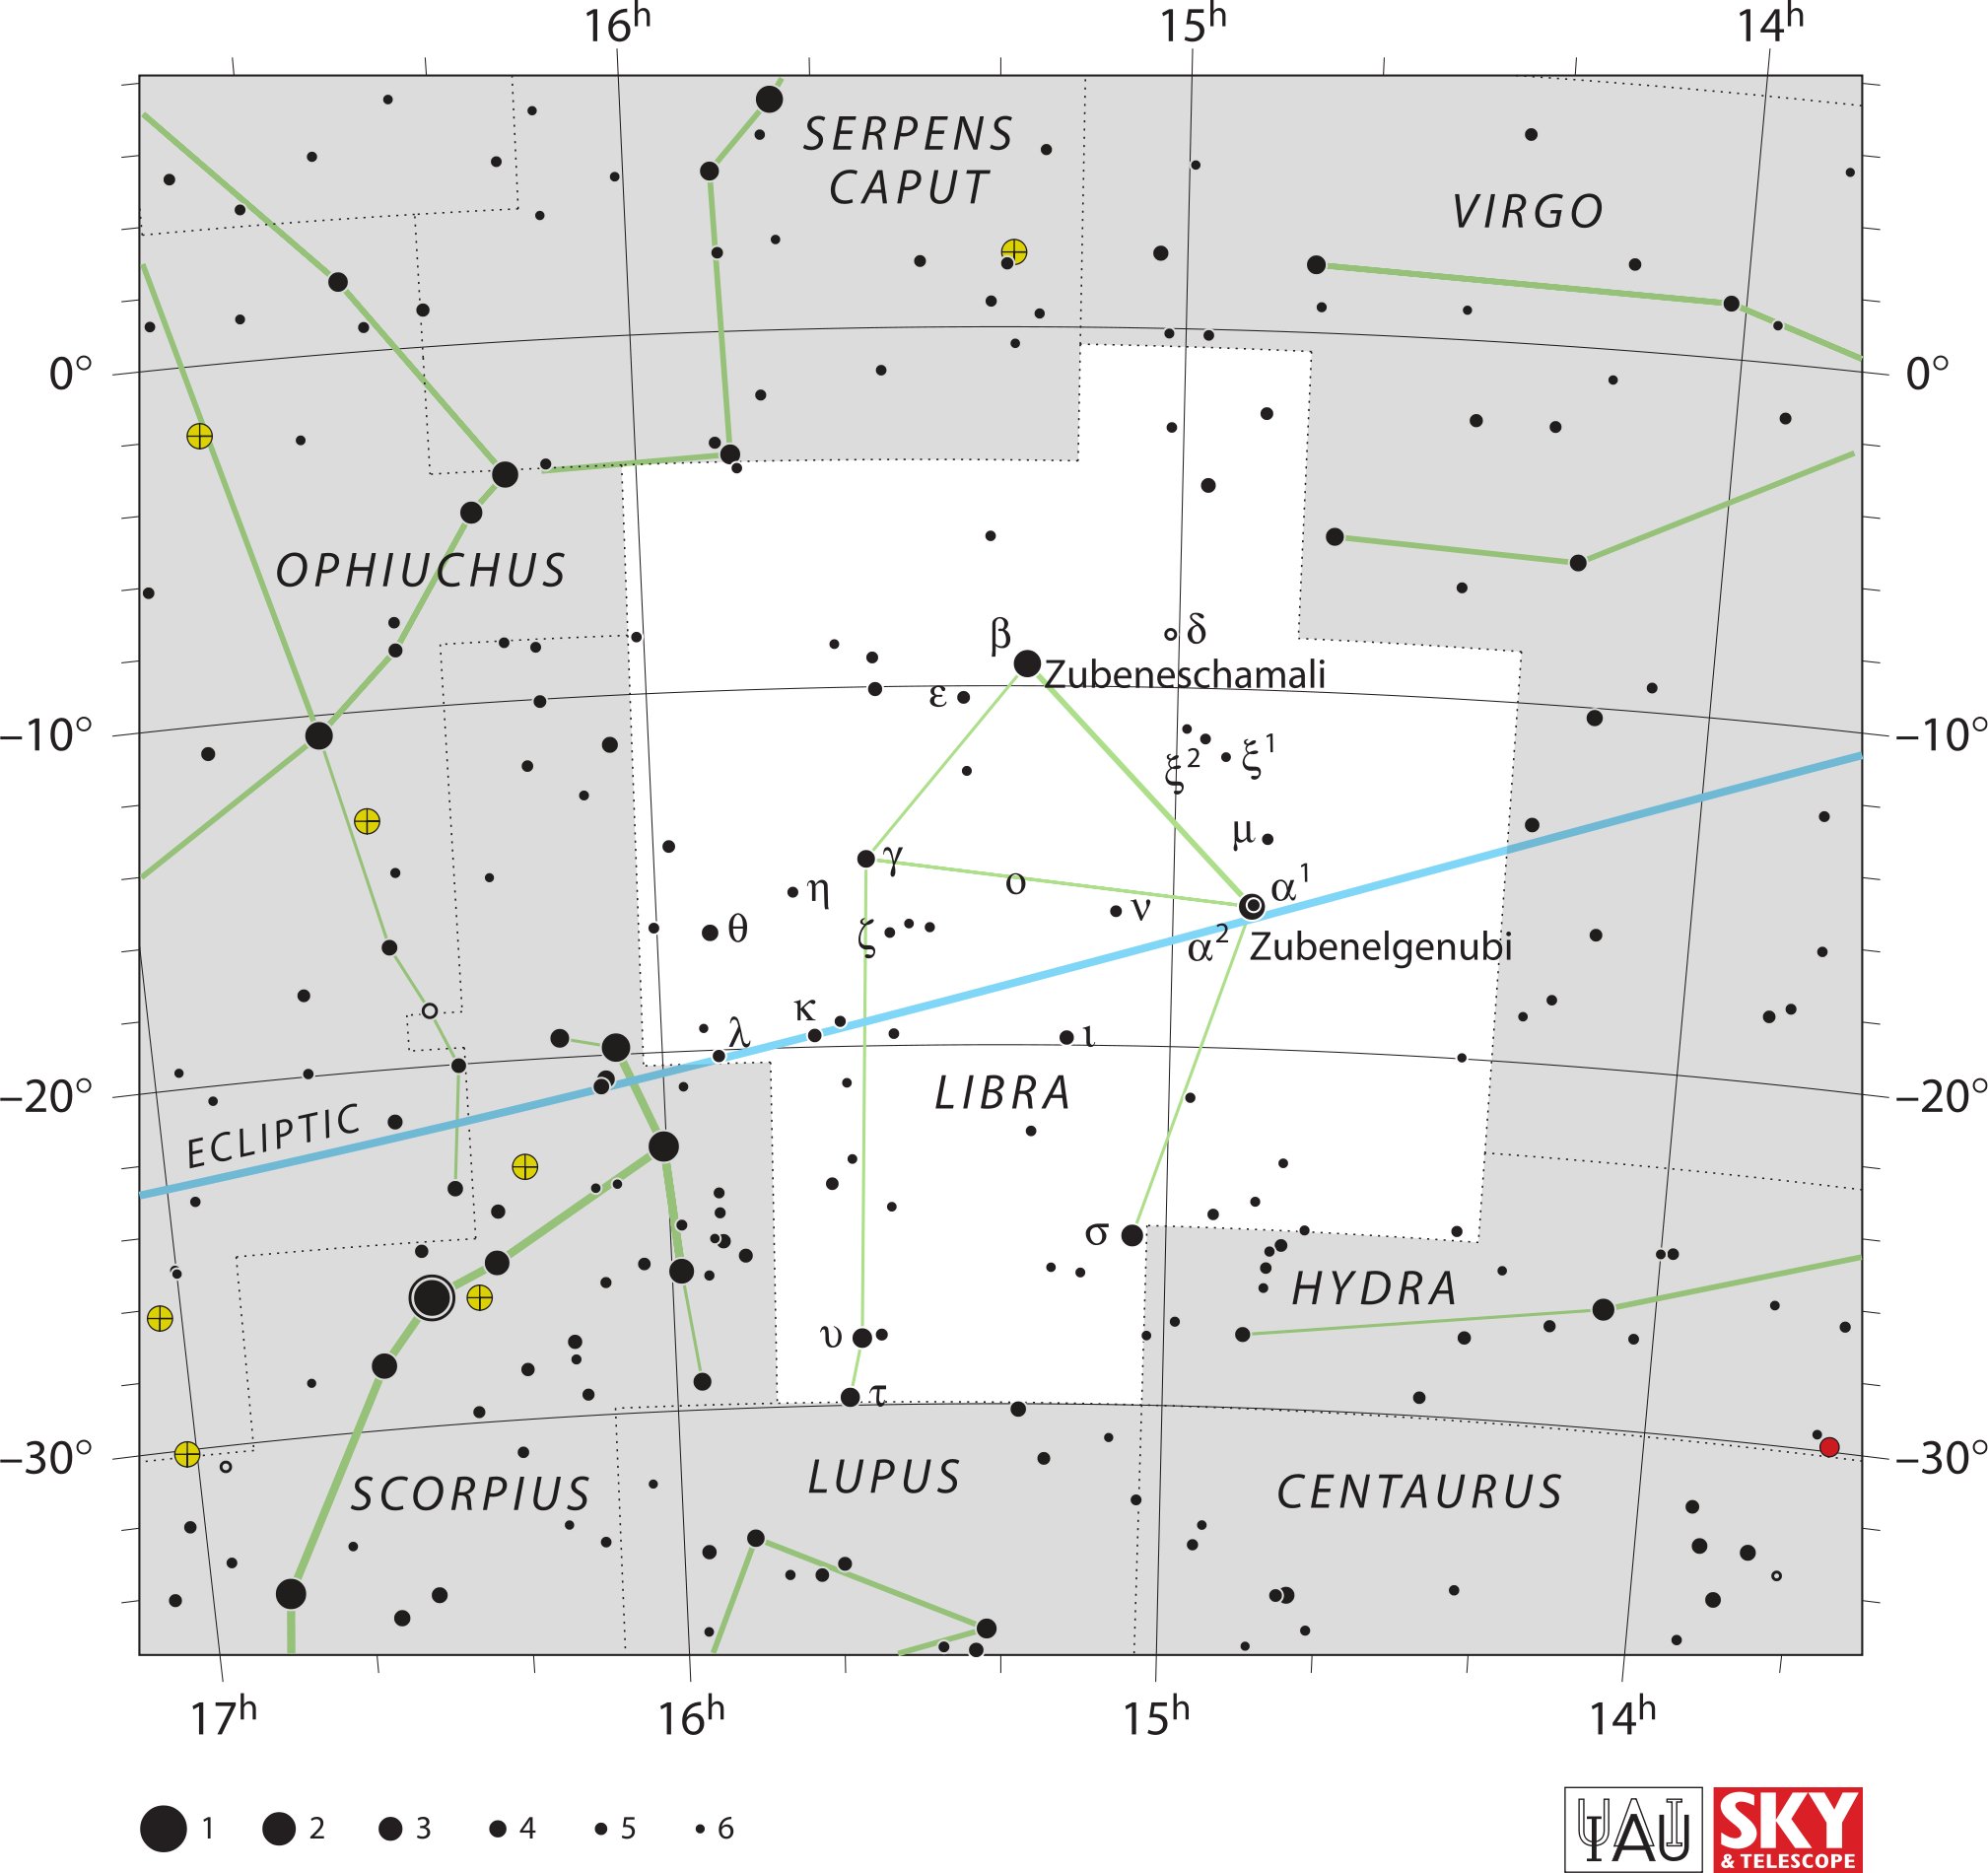 16h 15h 14h
SERPENS
CAPUT
VIRGO
0° 0°
OPHIUCHUS
β δ
Zubeneschamali
ε
−10° −10°
ξ2 ξ1
μ
γ
η ο α1
ζ ν
θ
α2 Zubenelgenubi
κ
λ ι
LIBRA
−20° −20°
ECLIPTIC
σ
HYDRA
υ
τ
−30° −30°
SCORPIUS LUPUS CENTAURUS
17h 16h 15h 14h
1 2 3 4 5 6
IAU
SKY
& TELESCOPE